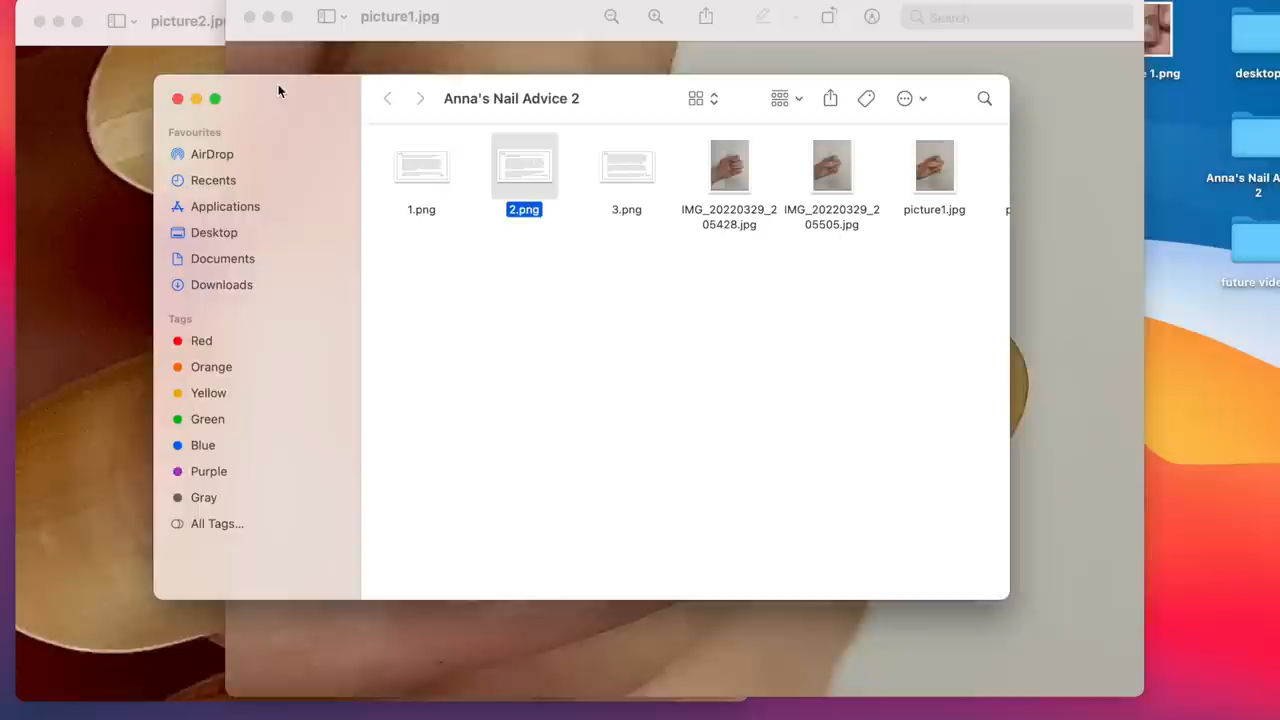 picture2.jp
picture1.jpg
Search
1.png
desktop
Anna's Nail A
2
future vide
Anna's Nail Advice 2
Favourites
AirDrop
Recents
Applications
Desktop
Documents
Downloads
Tags
Red
Orange
Yellow
Green
Blue
Purple
Gray
All Tags...
1.png
2.png
3.png
IMG_20220329_2
05428.jpg
IMG_20220329_2
05505.jpg
picture1.jpg
p